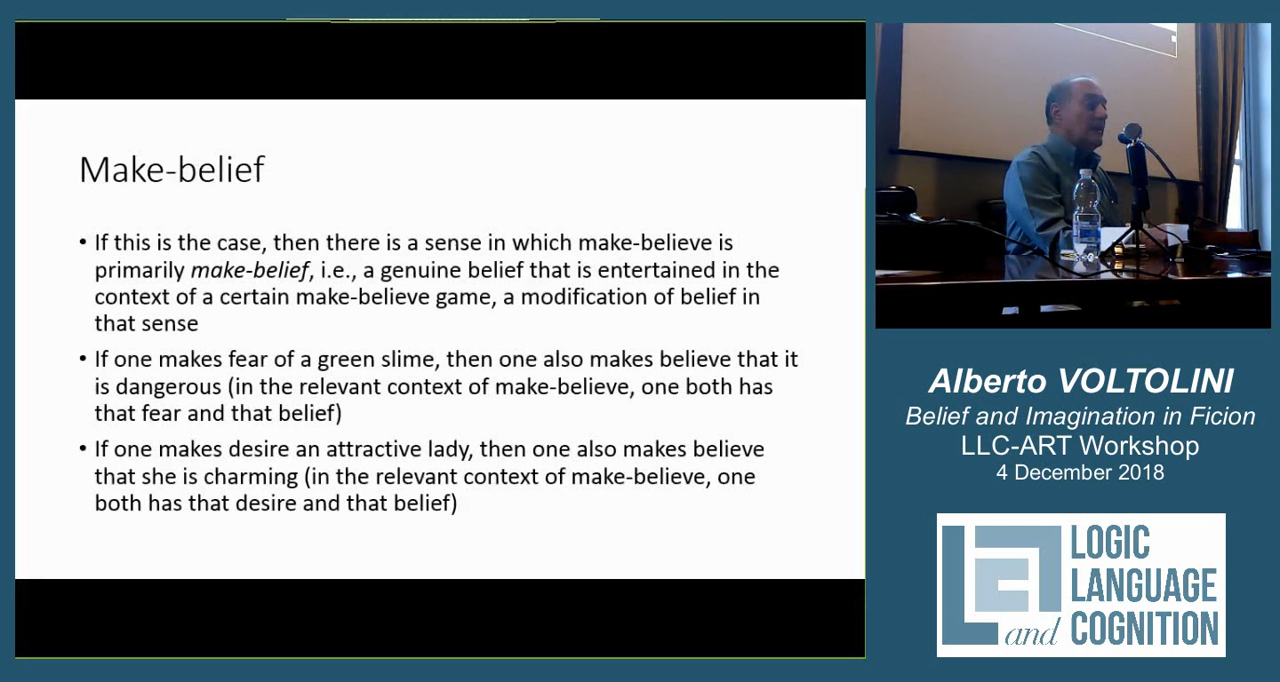 Make-belief
• If this is the case, then there is a sense in which make-believe is
primarily make-belief, i.e., a genuine belief that is entertained in the
context of a certain make-believe game, a modification of belief in
that sense
• If one makes fear of a green slime, then one also makes believe that it
is dangerous (in the relevant context of make-believe, one both has
that fear and that belief)
• If one makes desire an attractive lady, then one also makes believe
that she is charming (in the relevant context of make-believe, one
both has that desire and that belief)
Alberto VOLTOLINI
Belief and Imagination in Ficion
LLC-ART Workshop
4 December 2018
LOGIC
LANGUAGE
and COGNITION